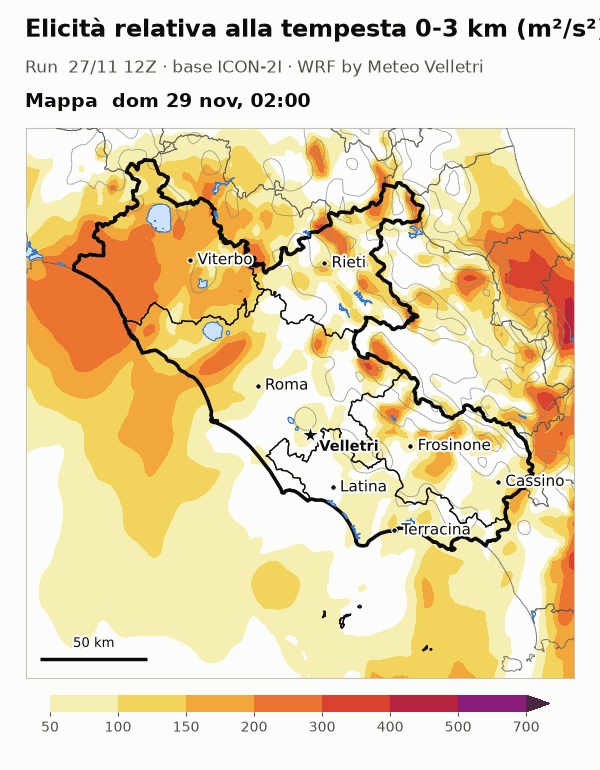 Elicità relativa alla tempesta 0-3 km (m²/s²)
Run 27/11 12Z · base ICON-2I · WRF by Meteo Velletri
Mappa dom 29 nov, 02:00
Viterbo
Rieti
Roma
Velletri
Frosinone
Cassino
Latina
Terracina
50 km
50 100 150 200 300 400 500 700